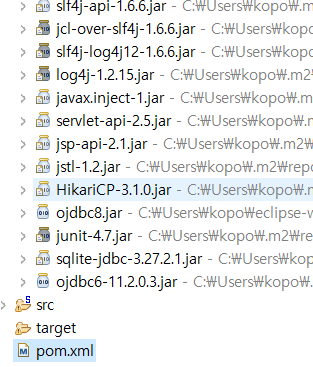 slf4j-api-1.6.6.jar - C:₩Users₩kopo₩.m
jcl-over-slf4j-1.6.6.jar - C:₩Users₩k
slf4j-log4j12-1.6.6.jar - C:₩Users₩k
log4j-1.2.15.jar - C:₩Users₩kopo₩.m2
javax.inject-1.jar - C:₩Users₩kopo₩.
servlet-api-2.5.jar - C:₩Users₩kopo₩
jsp-api-2.1.jar - C:₩Users₩kopo₩.m2
jstl-1.2.jar - C:₩Users₩kopo₩.m2₩repo
HikariCP-3.1.0.jar - C:₩Users₩kopo₩.m
ojdbc8.jar - C:₩Users₩kopo₩eclipse-w
junit-4.7.jar - C:₩Users₩kopo₩.m2₩re
sqlite-jdbc-3.27.2.1.jar - C:₩Users₩k
ojdbc6-11.2.0.3.jar - C:₩Users₩kopo₩
src
target
pom.xml